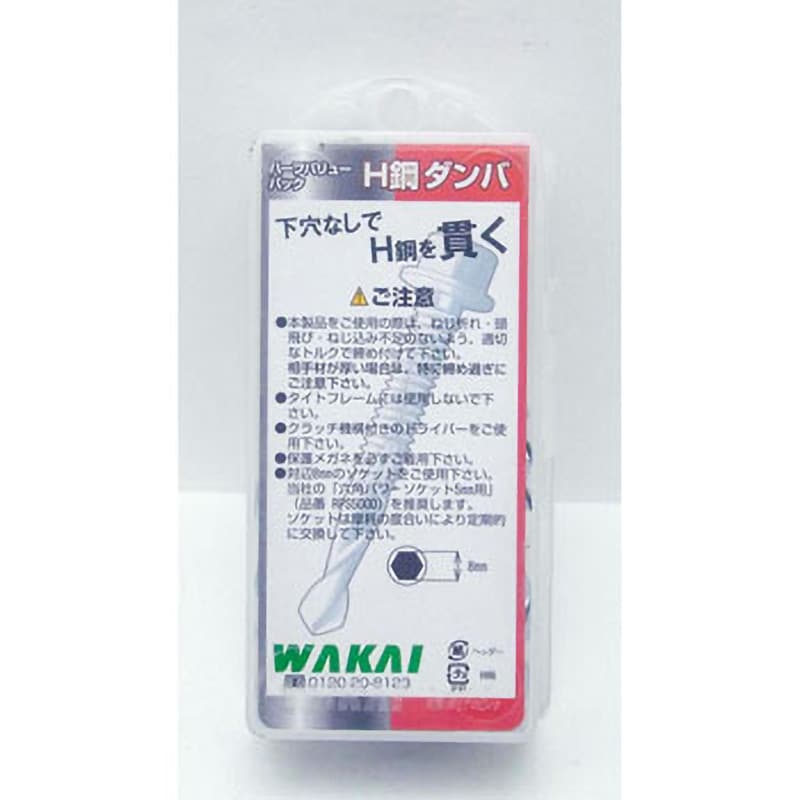 ハーフバリュー
パック
H鋼ダンバ
下穴なしで
H鋼を貫く
ご注意
●本製品をご使用の際は、ねじ折れ・頭
飛び・ねじ込み不足のないよう、適切
なトルクで締め付けて下さい。
相手材が厚い場合は、特に締め過ぎに
ご注意下さい。
●タイトフレームには使用しないで下
さい。
●クラッチ機構付きのドライバーをご使
用下さい。
●保護メガネを必ずご着用下さい。
●対辺8mmのソケットをご使用下さい。
当社の「六角パワーソケット5mm用」
(品番 RPS5000)を推奨します。
ソケットは摩耗の度合いにより定期的
に交換して下さい。
8mm
WAKAI
0120 20-8123
紙
ヘッダー
プラ